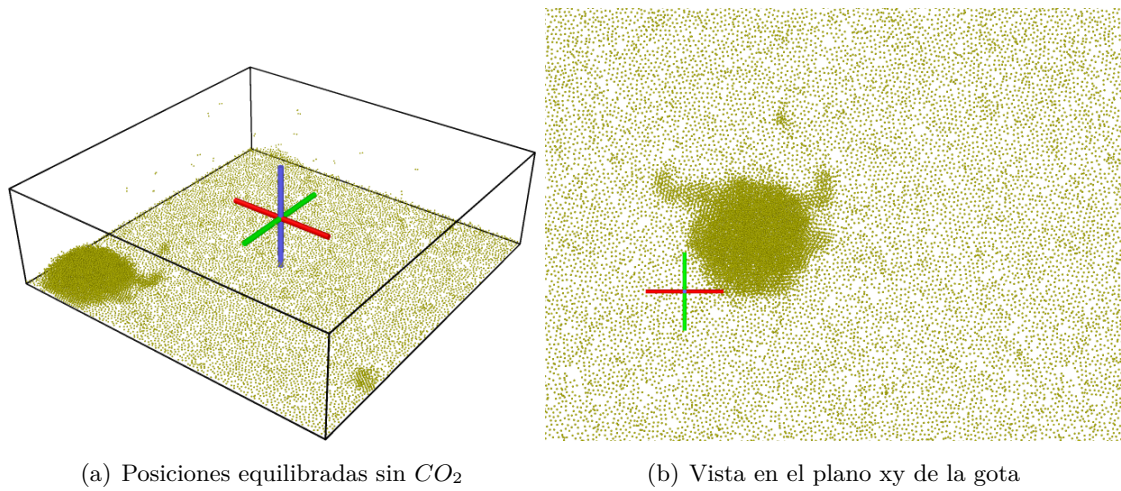 (a) Posiciones equilibradas sin CO₂
(b) Vista en el plano xy de la gota